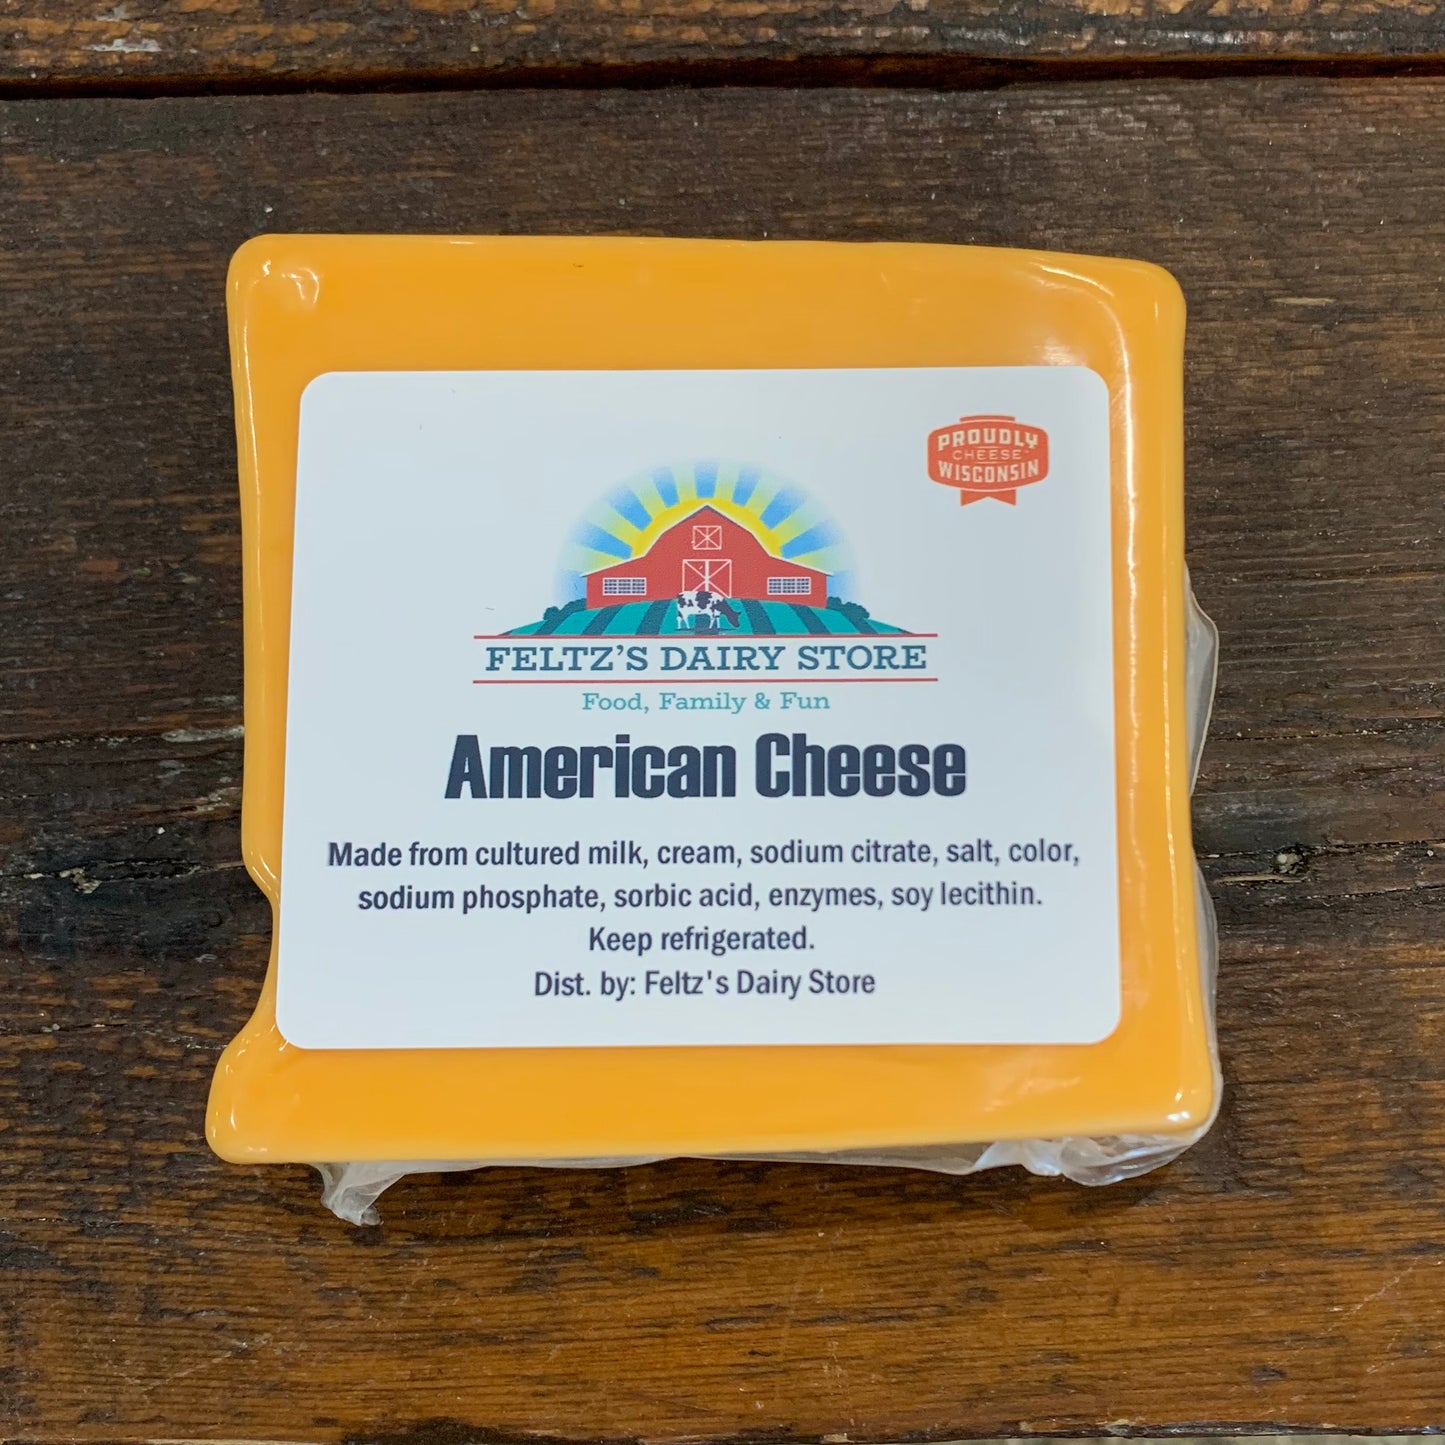 PROUDLY
CHEESE™
WISCONSIN
FELTZ'S DAIRY STORE
Food, Family & Fun
American Cheese
Made from cultured milk, cream, sodium citrate, salt, color,
sodium phosphate, sorbic acid, enzymes, soy lecithin.
Keep refrigerated.
Dist. by: Feltz's Dairy Store